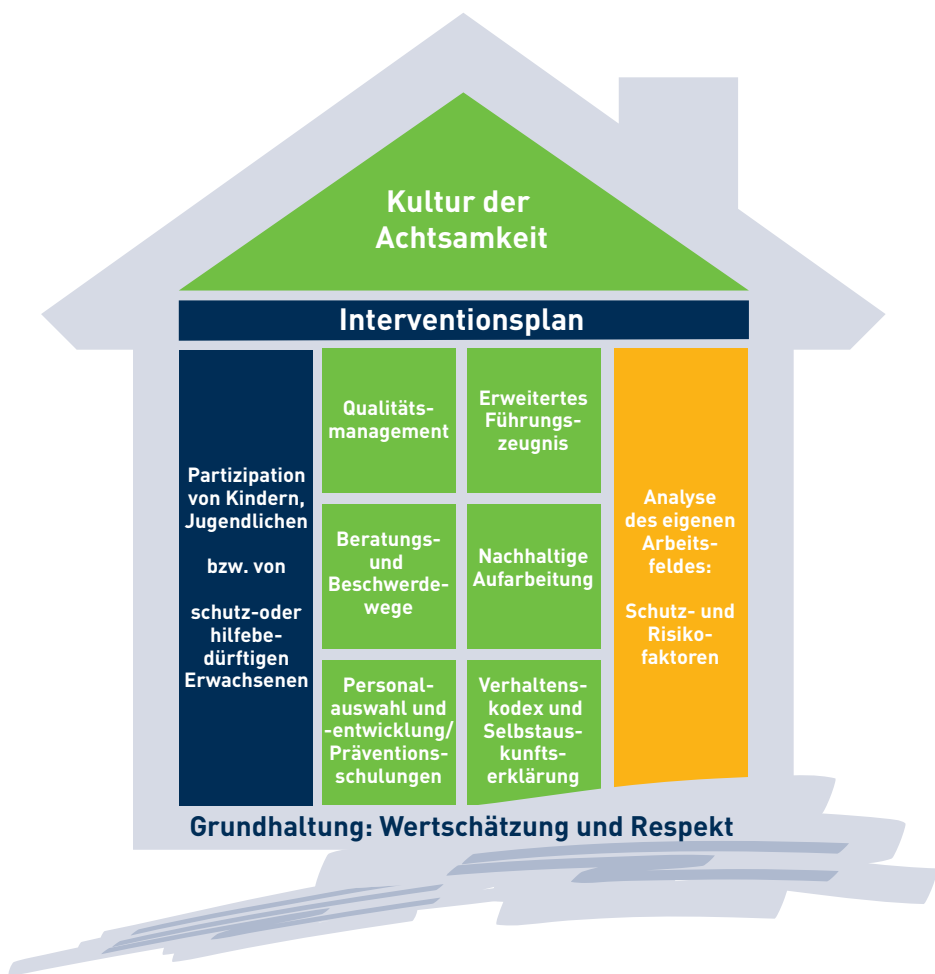 Kultur der
Achtsamkeit
Interventionsplan
Partizipation
von Kindern,
Jugendlichen
bzw. von
schutz-oder
hilfebe-
dürftigen
Erwachsenen
Qualitäts-
management
Erweitertes
Führungs-
zeugnis
Beratungs-
und
Beschwerde-
wege
Nachhaltige
Aufarbeitung
Personal-
auswahl und
-entwicklung/
Präventions-
schulungen
Verhaltens-
kodex und
Selbstaus-
kunfts-
erklärung
Analyse
des eigenen
Arbeits-
feldes:
Schutz- und
Risiko-
faktoren
Grundhaltung: Wertschätzung und Respekt